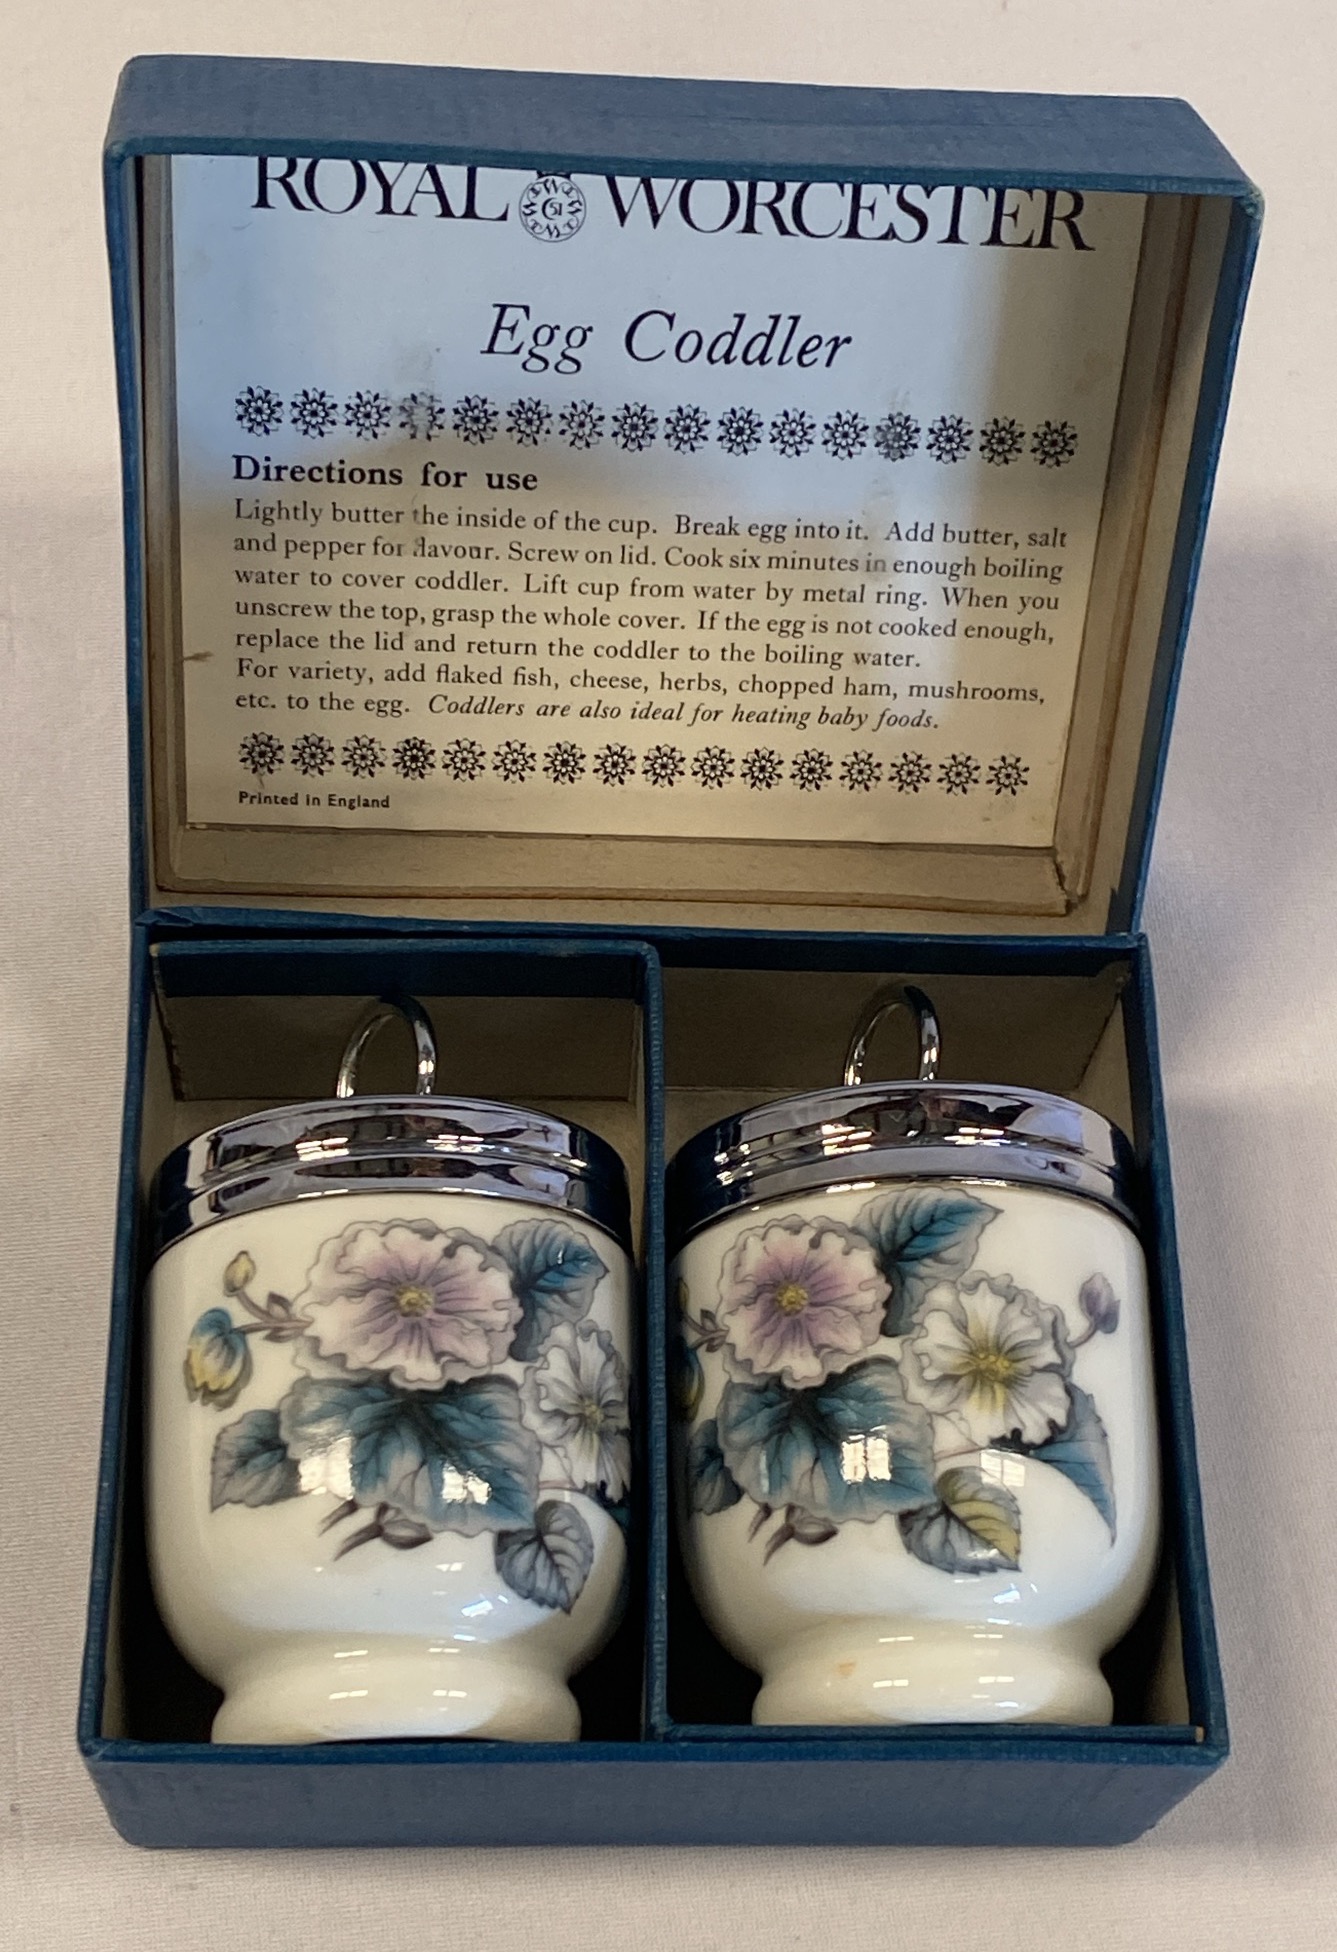 ROYAL WORCESTER
51
Egg Coddler
Directions for use
Lightly butter the inside of the cup. Break egg into it. Add butter, salt
and pepper for flavour. Screw on lid. Cook six minutes in enough boiling
water to cover coddler. Lift cup from water by metal ring. When you
unscrew the top, grasp the whole cover. If the egg is not cooked enough,
replace the lid and return the coddler to the boiling water.
For variety, add flaked fish, cheese, herbs, chopped ham, mushrooms,
etc. to the egg. Coddlers are also ideal for heating baby foods.
Printed in England